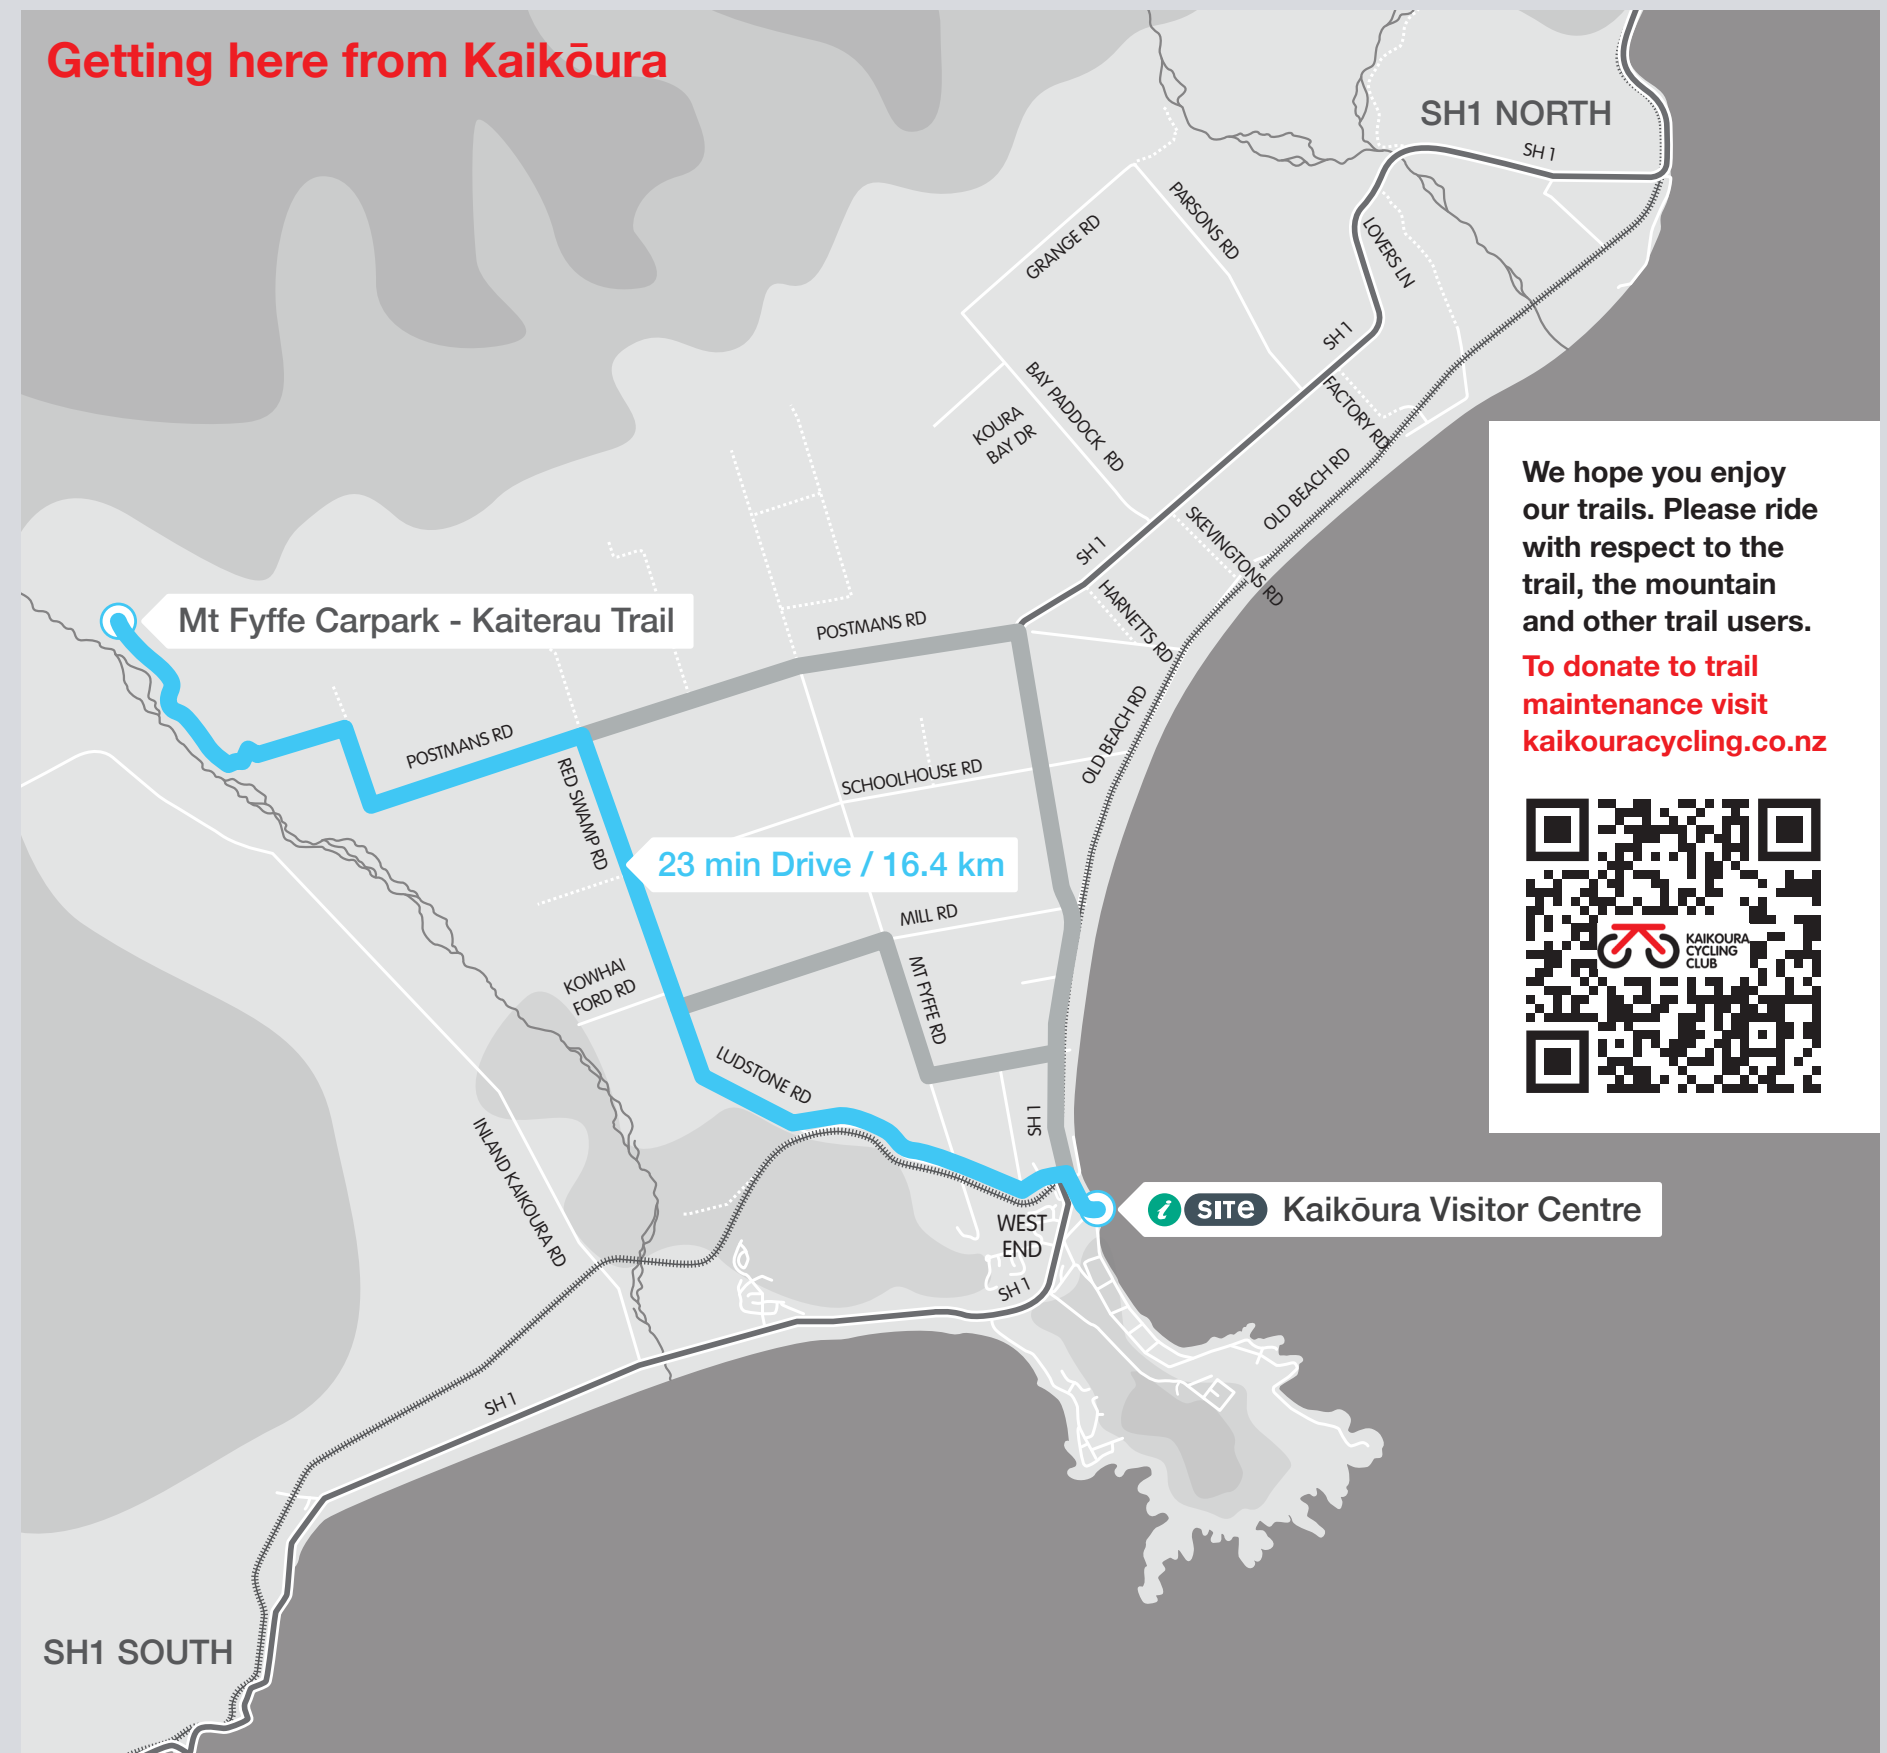 Getting here from Kaikōura
SH1 NORTH
SH 1
PARSONS RD
GRANGE RD
LOVERS LN
SH 1
BAY PADDOCK RD
KOURA
BAY DR
FACTORY RD
OLD BEACH RD
SH 1
SKEVINGTONS RD
HARNETTS RD
We hope you enjoy
our trails. Please ride
with respect to the
trail, the mountain
and other trail users.
To donate to trail
maintenance visit
kaikouracycling.co.nz
KAIKOURA
CYCLING
CLUB
Mt Fyffe Carpark - Kaiterau Trail
POSTMANS RD
POSTMANS RD
OLD BEACH RD
RED SWAMP RD
SCHOOLHOUSE RD
23 min Drive / 16.4 km
MILL RD
KOWHAI
FORD RD
MT FYFFE RD
LUDSTONE RD
SH 1
INLAND KAIKOURA RD
i SITE Kaikōura Visitor Centre
WEST
END
SH 1
SH 1
SH1 SOUTH